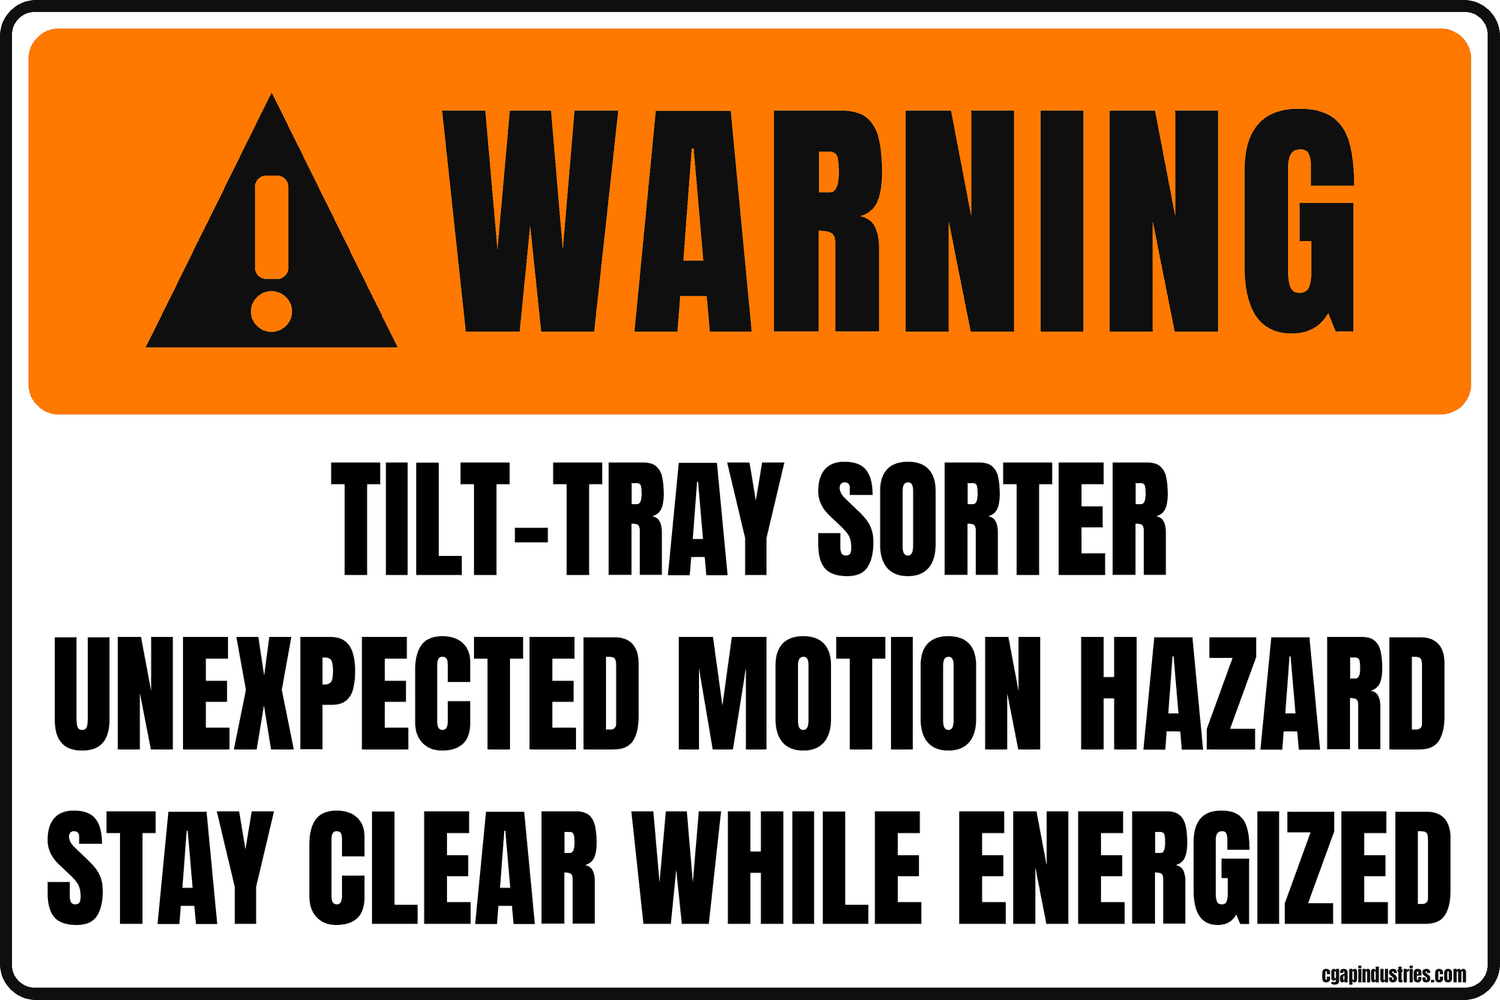 WARNING
TILT-TRAY SORTER
UNEXPECTED MOTION HAZARD
STAY CLEAR WHILE ENERGIZED
cgapindustries.com